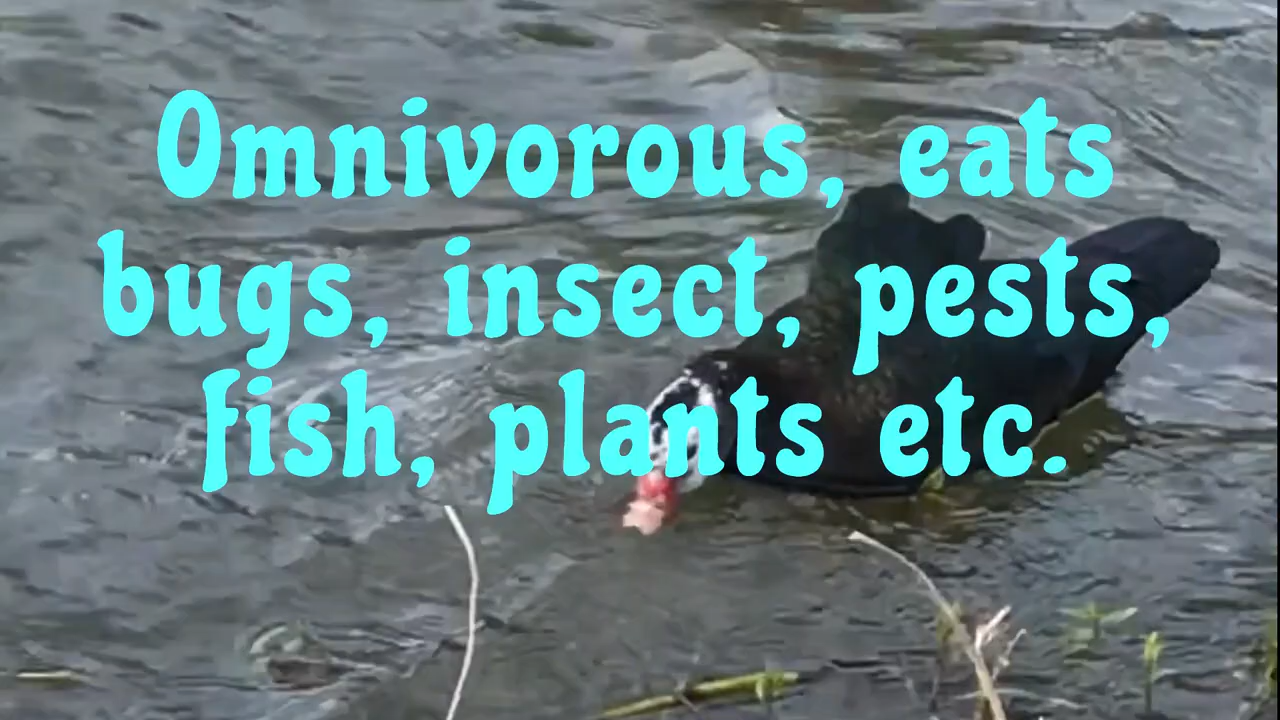 Omnivorous, eats
bugs, insect, pests,
fish, plants etc.